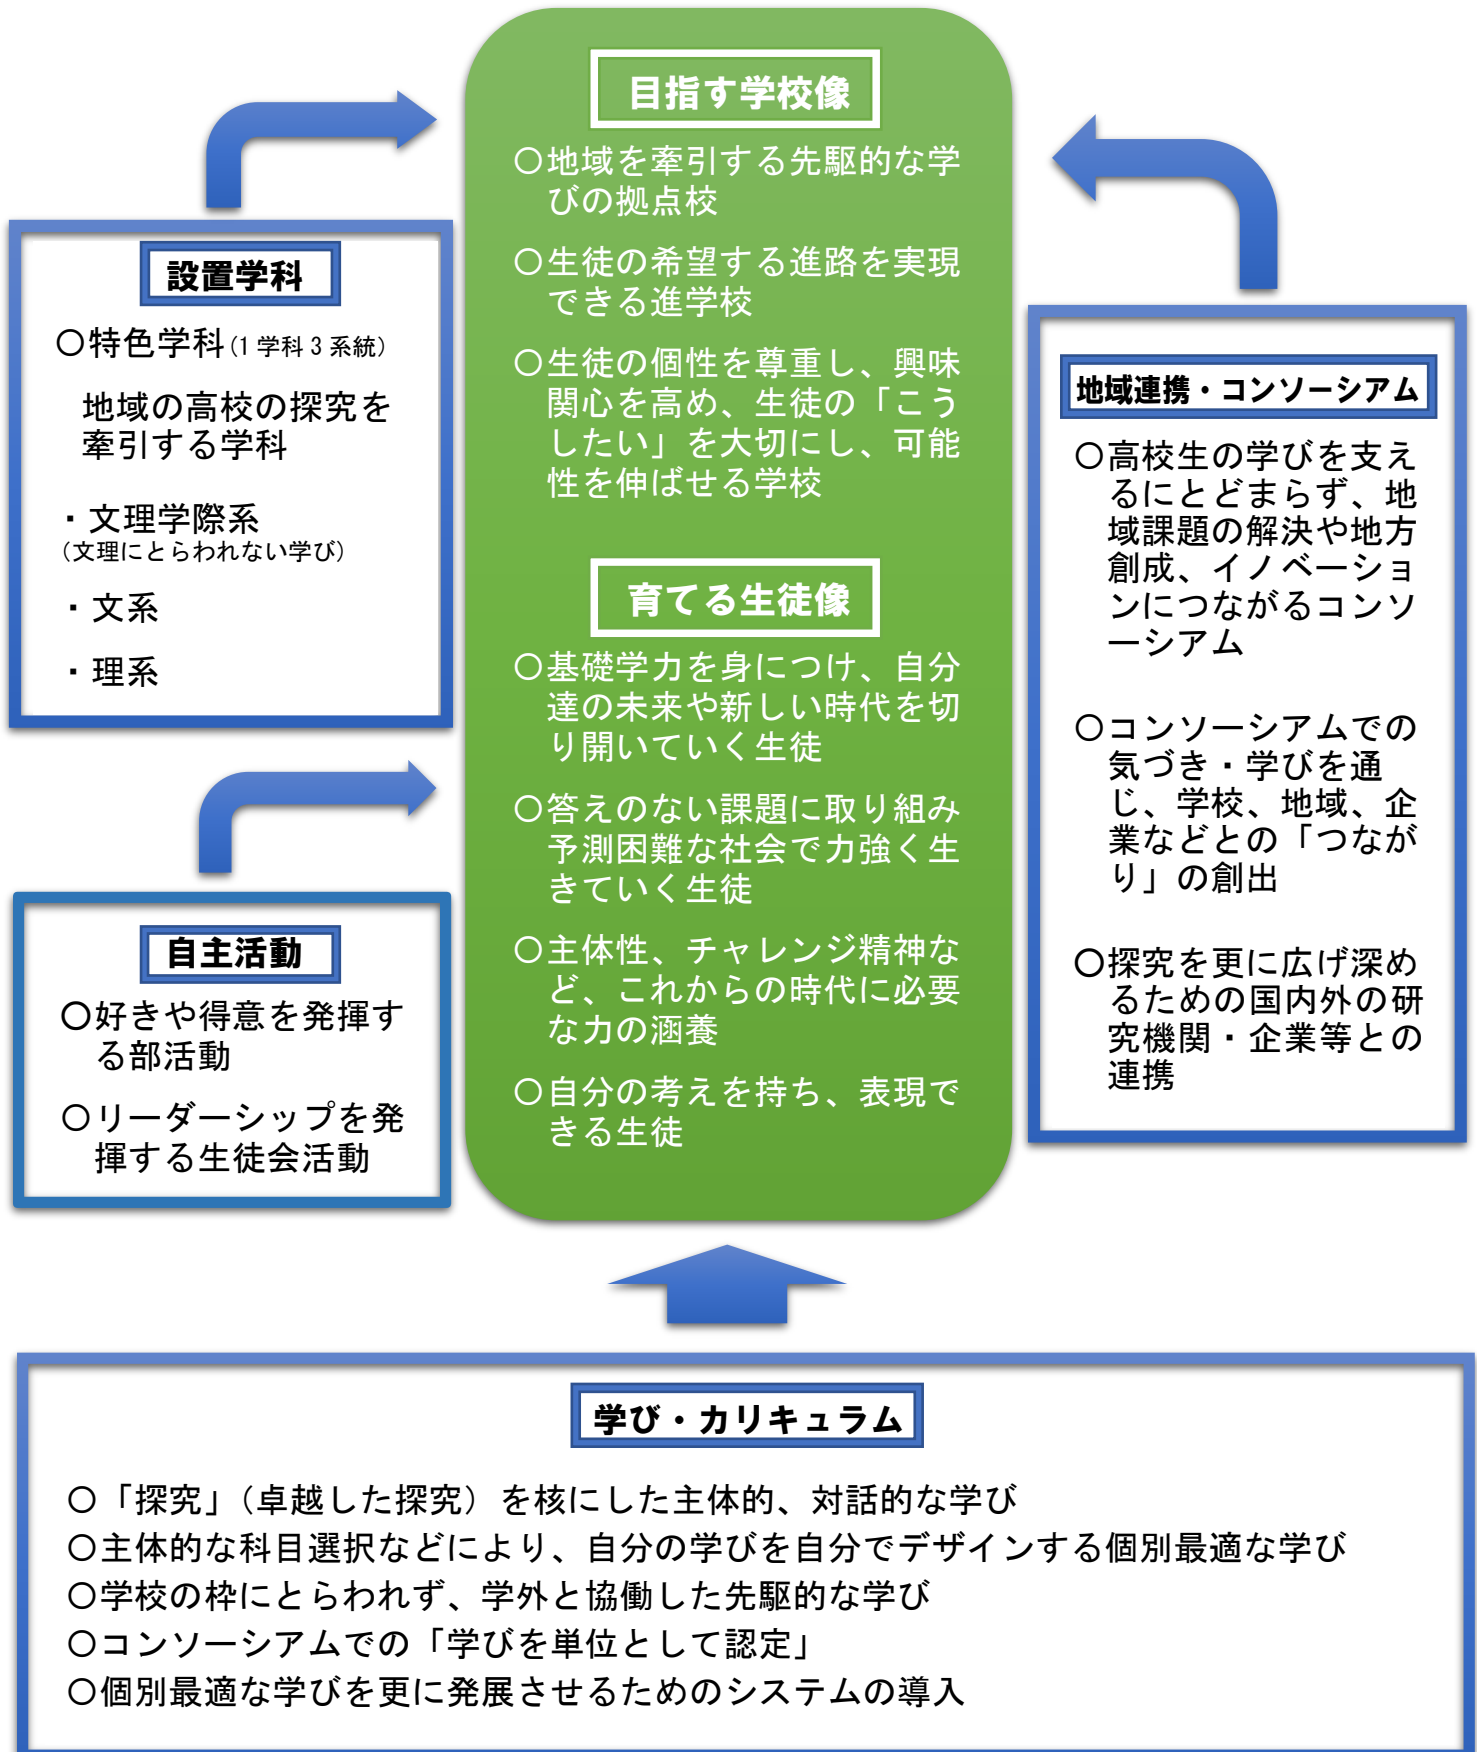 目指す学校像
〇地域を牽引する先駆的な学
びの拠点校
〇生徒の希望する進路を実現
できる進学校
〇生徒の個性を尊重し、興味
関心を高め、生徒の「こう
したい」を大切にし、可能
性を伸ばせる学校
育てる生徒像
〇基礎学力を身につけ、自分
達の未来や新しい時代を切
り開いていく生徒
〇答えのない課題に取り組み
予測困難な社会で力強く生
きていく生徒
〇主体性、チャレンジ精神な
ど、これからの時代に必要
な力の涵養
〇自分の考えを持ち、表現で
きる生徒
設置学科
〇特色学科(1学科3系統)
地域の高校の探究を
牽引する学科
・文理学際系
(文理にとらわれない学び)
・文系
・理系
自主活動
〇好きや得意を発揮す
る部活動
〇リーダーシップを発
揮する生徒会活動
地域連携・コンソーシアム
〇高校生の学びを支え
るにとどまらず、地
域課題の解決や地方
創成、イノベーショ
ンにつながるコンソ
ーシアム
〇コンソーシアムでの
気づき・学びを通
じ、学校、地域、企
業などとの「つなが
り」の創出
〇探究を更に広げ深め
るための国内外の研
究機関・企業等との
連携
学び・カリキュラム
〇「探究」(卓越した探究)を核にした主体的、対話的な学び
〇主体的な科目選択などにより、自分の学びを自分でデザインする個別最適な学び
〇学校の枠にとらわれず、学外と協働した先駆的な学び
〇コンソーシアムでの「学びを単位として認定」
〇個別最適な学びを更に発展させるためのシステムの導入